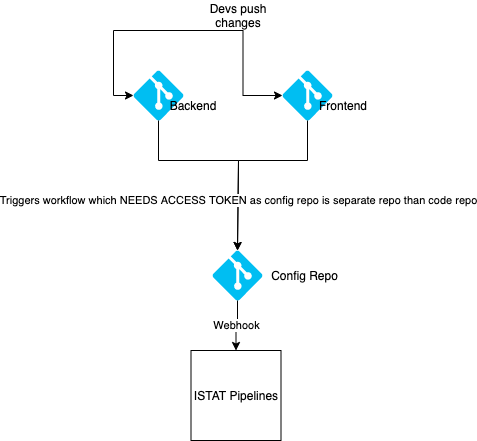 Devs push
changes
Backend
Frontend
Triggers workflow which NEEDS ACCESS TOKEN as config repo is separate repo than code repo
Config Repo
Webhook
ISTAT Pipelines